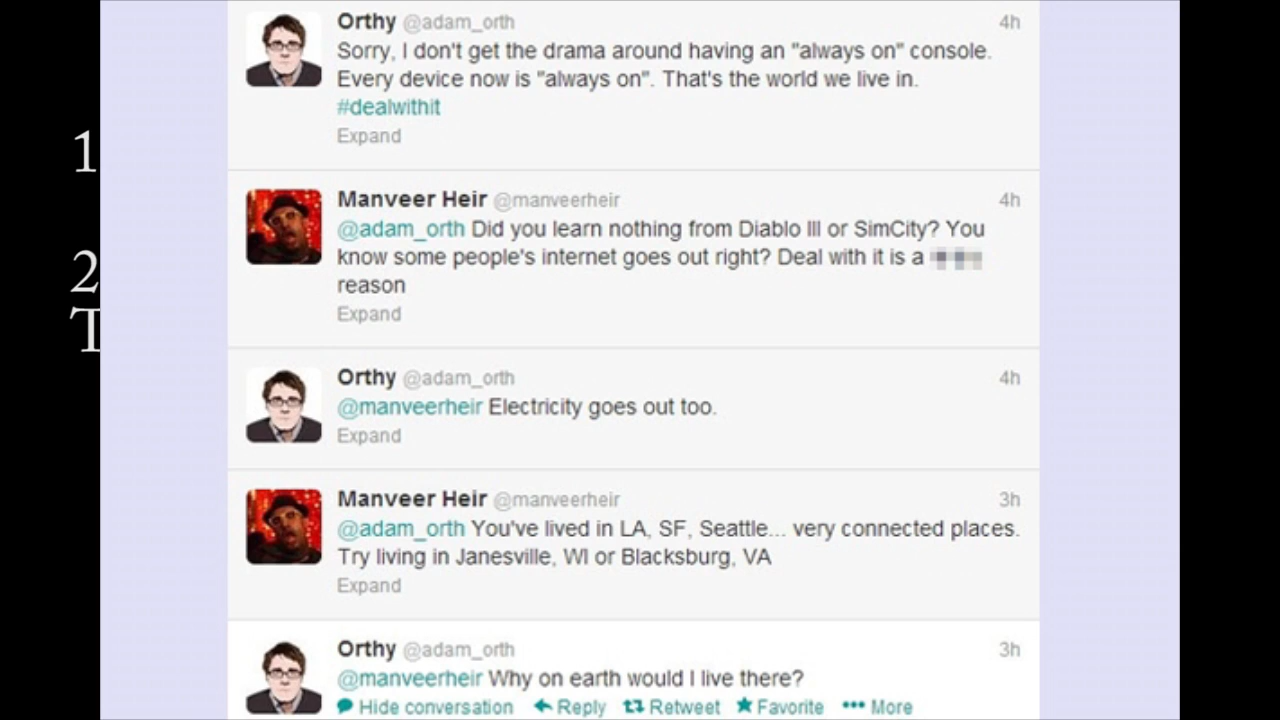 Orthy @adam_orth 4h
Sorry, I don't get the drama around having an "always on" console.
Every device now is "always on". That's the world we live in.
#dealwithit
Expand
1
Manveer Heir @manveerheir 4h
@adam_orth Did you learn nothing from Diablo III or SimCity? You
know some people's internet goes out right? Deal with it is a
reason
2
Expand
T
Orthy @adam_orth 4h
@manveerheir Electricity goes out too.
Expand
Manveer Heir @manveerheir 3h
@adam_orth You've lived in LA, SF, Seattle... very connected places.
Try living in Janesville, WI or Blacksburg, VA
Expand
Orthy @adam_orth 3h
@manveerheir Why on earth would I live there?
Hide conversation Reply Retweet Favorite More